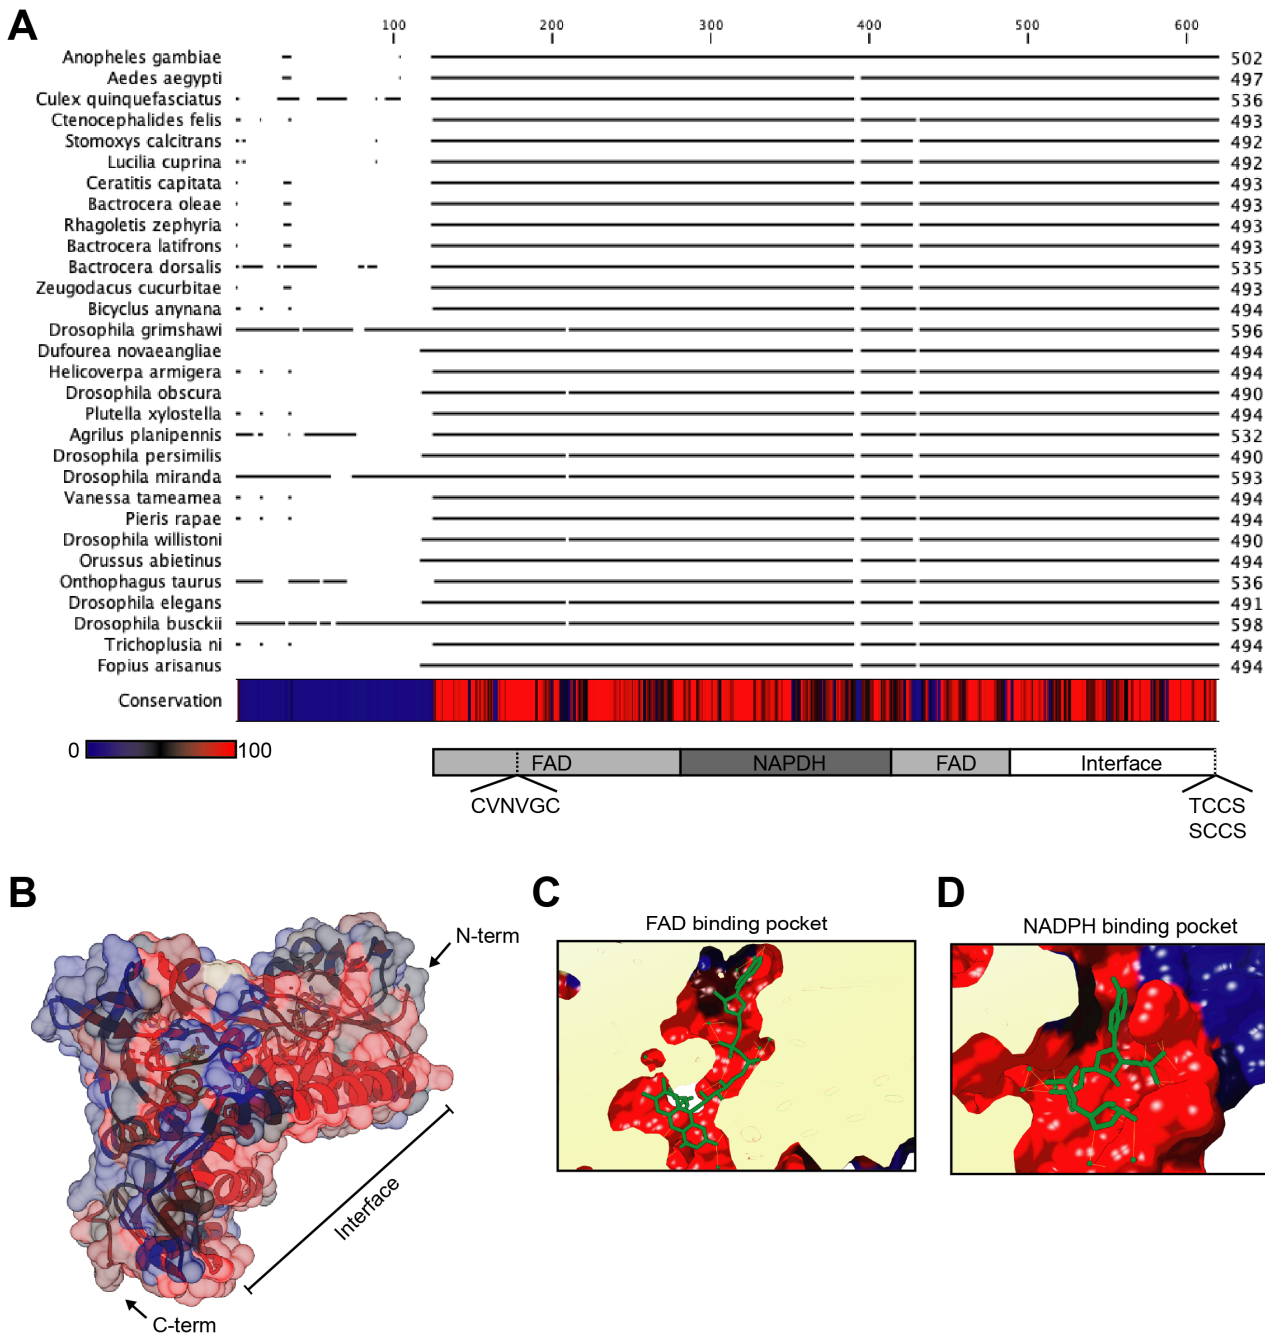 A
100 200 300 400 500 600
Anopheles gambiae 502
Aedes aegypti 497
Culex quinquefasciatus 536
Ctenocephalides felis 493
Stomoxys calcitrans 492
Lucilia cuprina 492
Ceratitis capitata 493
Bactrocera oleae 493
Rhagoletis zephyria 493
Bactrocera latifrons 493
Bactrocera dorsalis 535
Zeugodacus cucurbitae 493
Bicyclus anynana 494
Drosophila grimshawi 596
Dufourea novaeangliae 494
Helicoverpa armigera 494
Drosophila obscura 490
Plutella xylostella 494
Agrilus planipennis 532
Drosophila persimilis 490
Drosophila miranda 593
Vanessa tameamea 494
Pieris rapae 494
Drosophila willistoni 490
Orussus abietinus 494
Onthophagus taurus 536
Drosophila elegans 491
Drosophila busckii 598
Trichoplusia ni 494
Fopius arisanus 494
Conservation
0 100
FAD NAPDH FAD Interface
CVNVGC TCCS
SCCS
B
N-term
Interface
C-term
C
FAD binding pocket
D
NADPH binding pocket